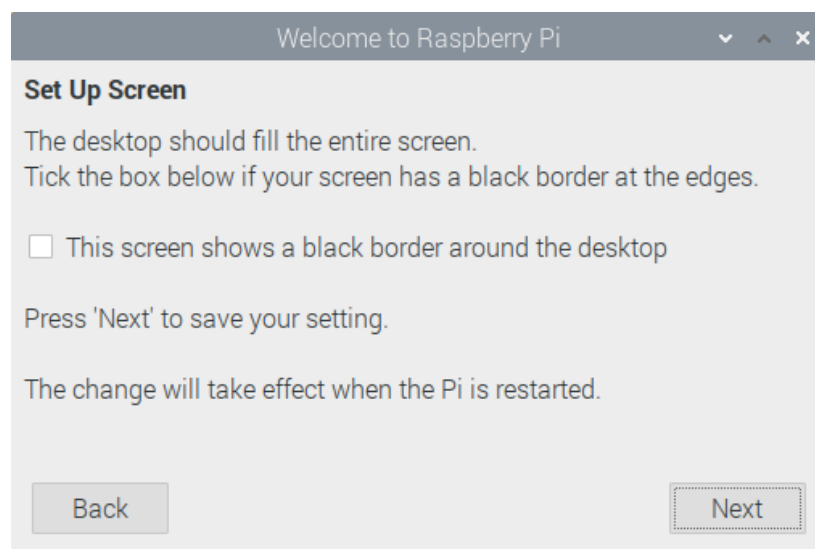 Welcome to Raspberry Pi
Set Up Screen
The desktop should fill the entire screen.
Tick the box below if your screen has a black border at the edges.
This screen shows a black border around the desktop
Press 'Next' to save your setting.
The change will take effect when the Pi is restarted.
Back
Next